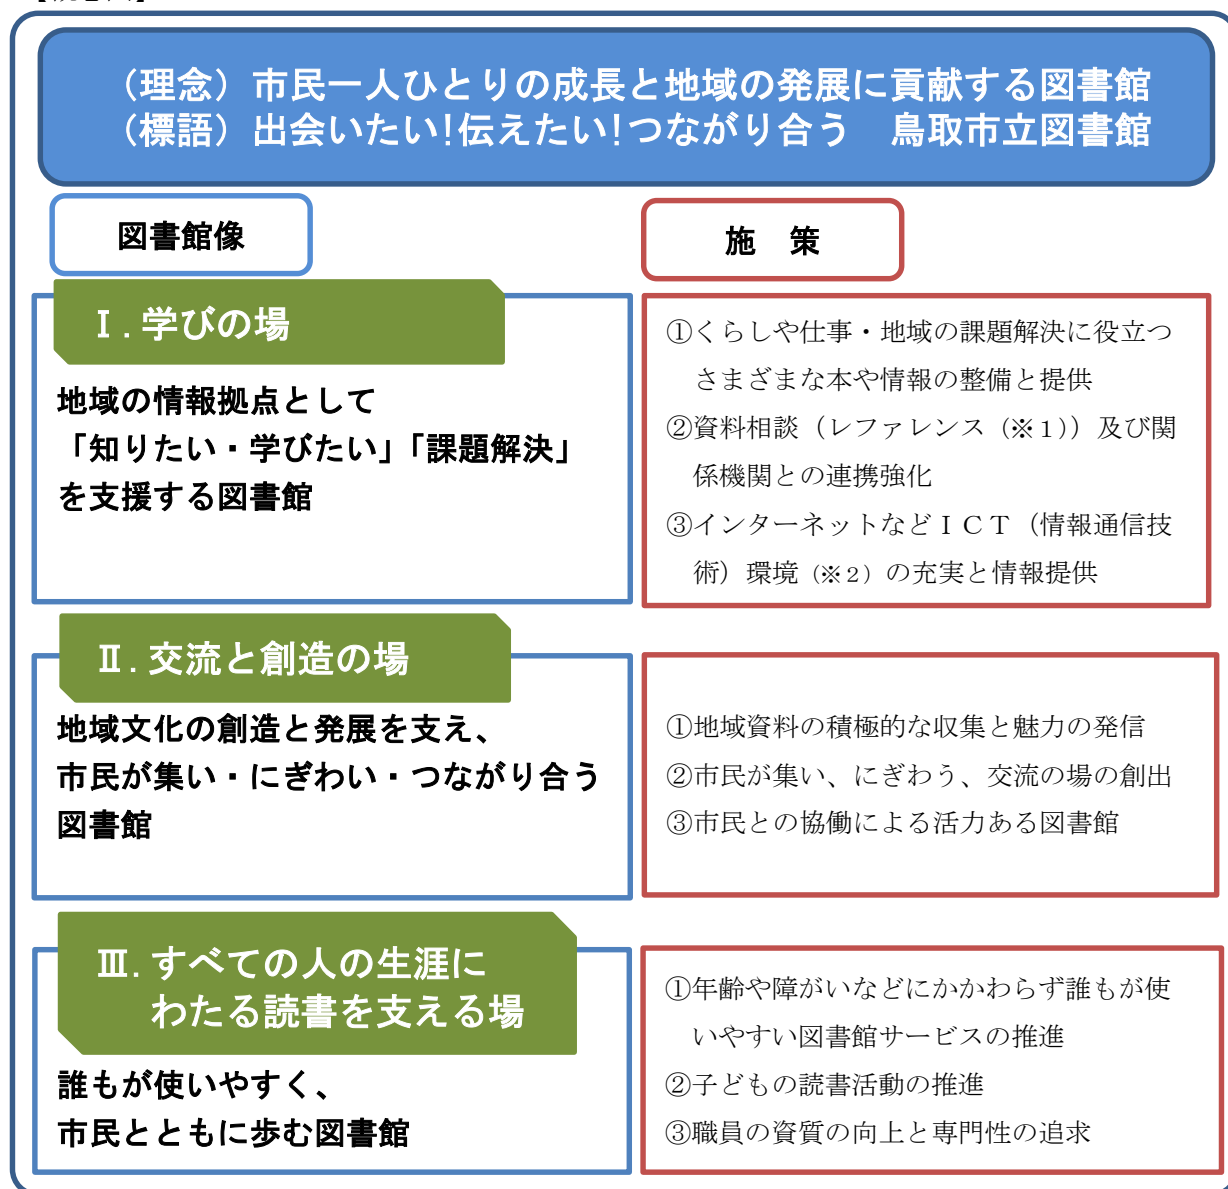 （理念）市民一人ひとりの成長と地域の発展に貢献する図書館
（標語）出会いたい!伝えたい!つながり合う　鳥取市立図書館
図書館像
施　策
Ⅰ.学びの場
地域の情報拠点として
「知りたい・学びたい」「課題解決」
を支援する図書館
①くらしや仕事・地域の課題解決に役立つ
さまざまな本や情報の整備と提供
②資料相談（レファレンス（※１））及び関
係機関との連携強化
③インターネットなどＩＣＴ（情報通信技
術）環境（※２）の充実と情報提供
Ⅱ.交流と創造の場
地域文化の創造と発展を支え、
市民が集い・にぎわい・つながり合う
図書館
①地域資料の積極的な収集と魅力の発信
②市民が集い、にぎわう、交流の場の創出
③市民との協働による活力ある図書館
Ⅲ.すべての人の生涯に
わたる読書を支える場
誰もが使いやすく、
市民とともに歩む図書館
①年齢や障がいなどにかかわらず誰もが使
いやすい図書館サービスの推進
②子どもの読書活動の推進
③職員の資質の向上と専門性の追求